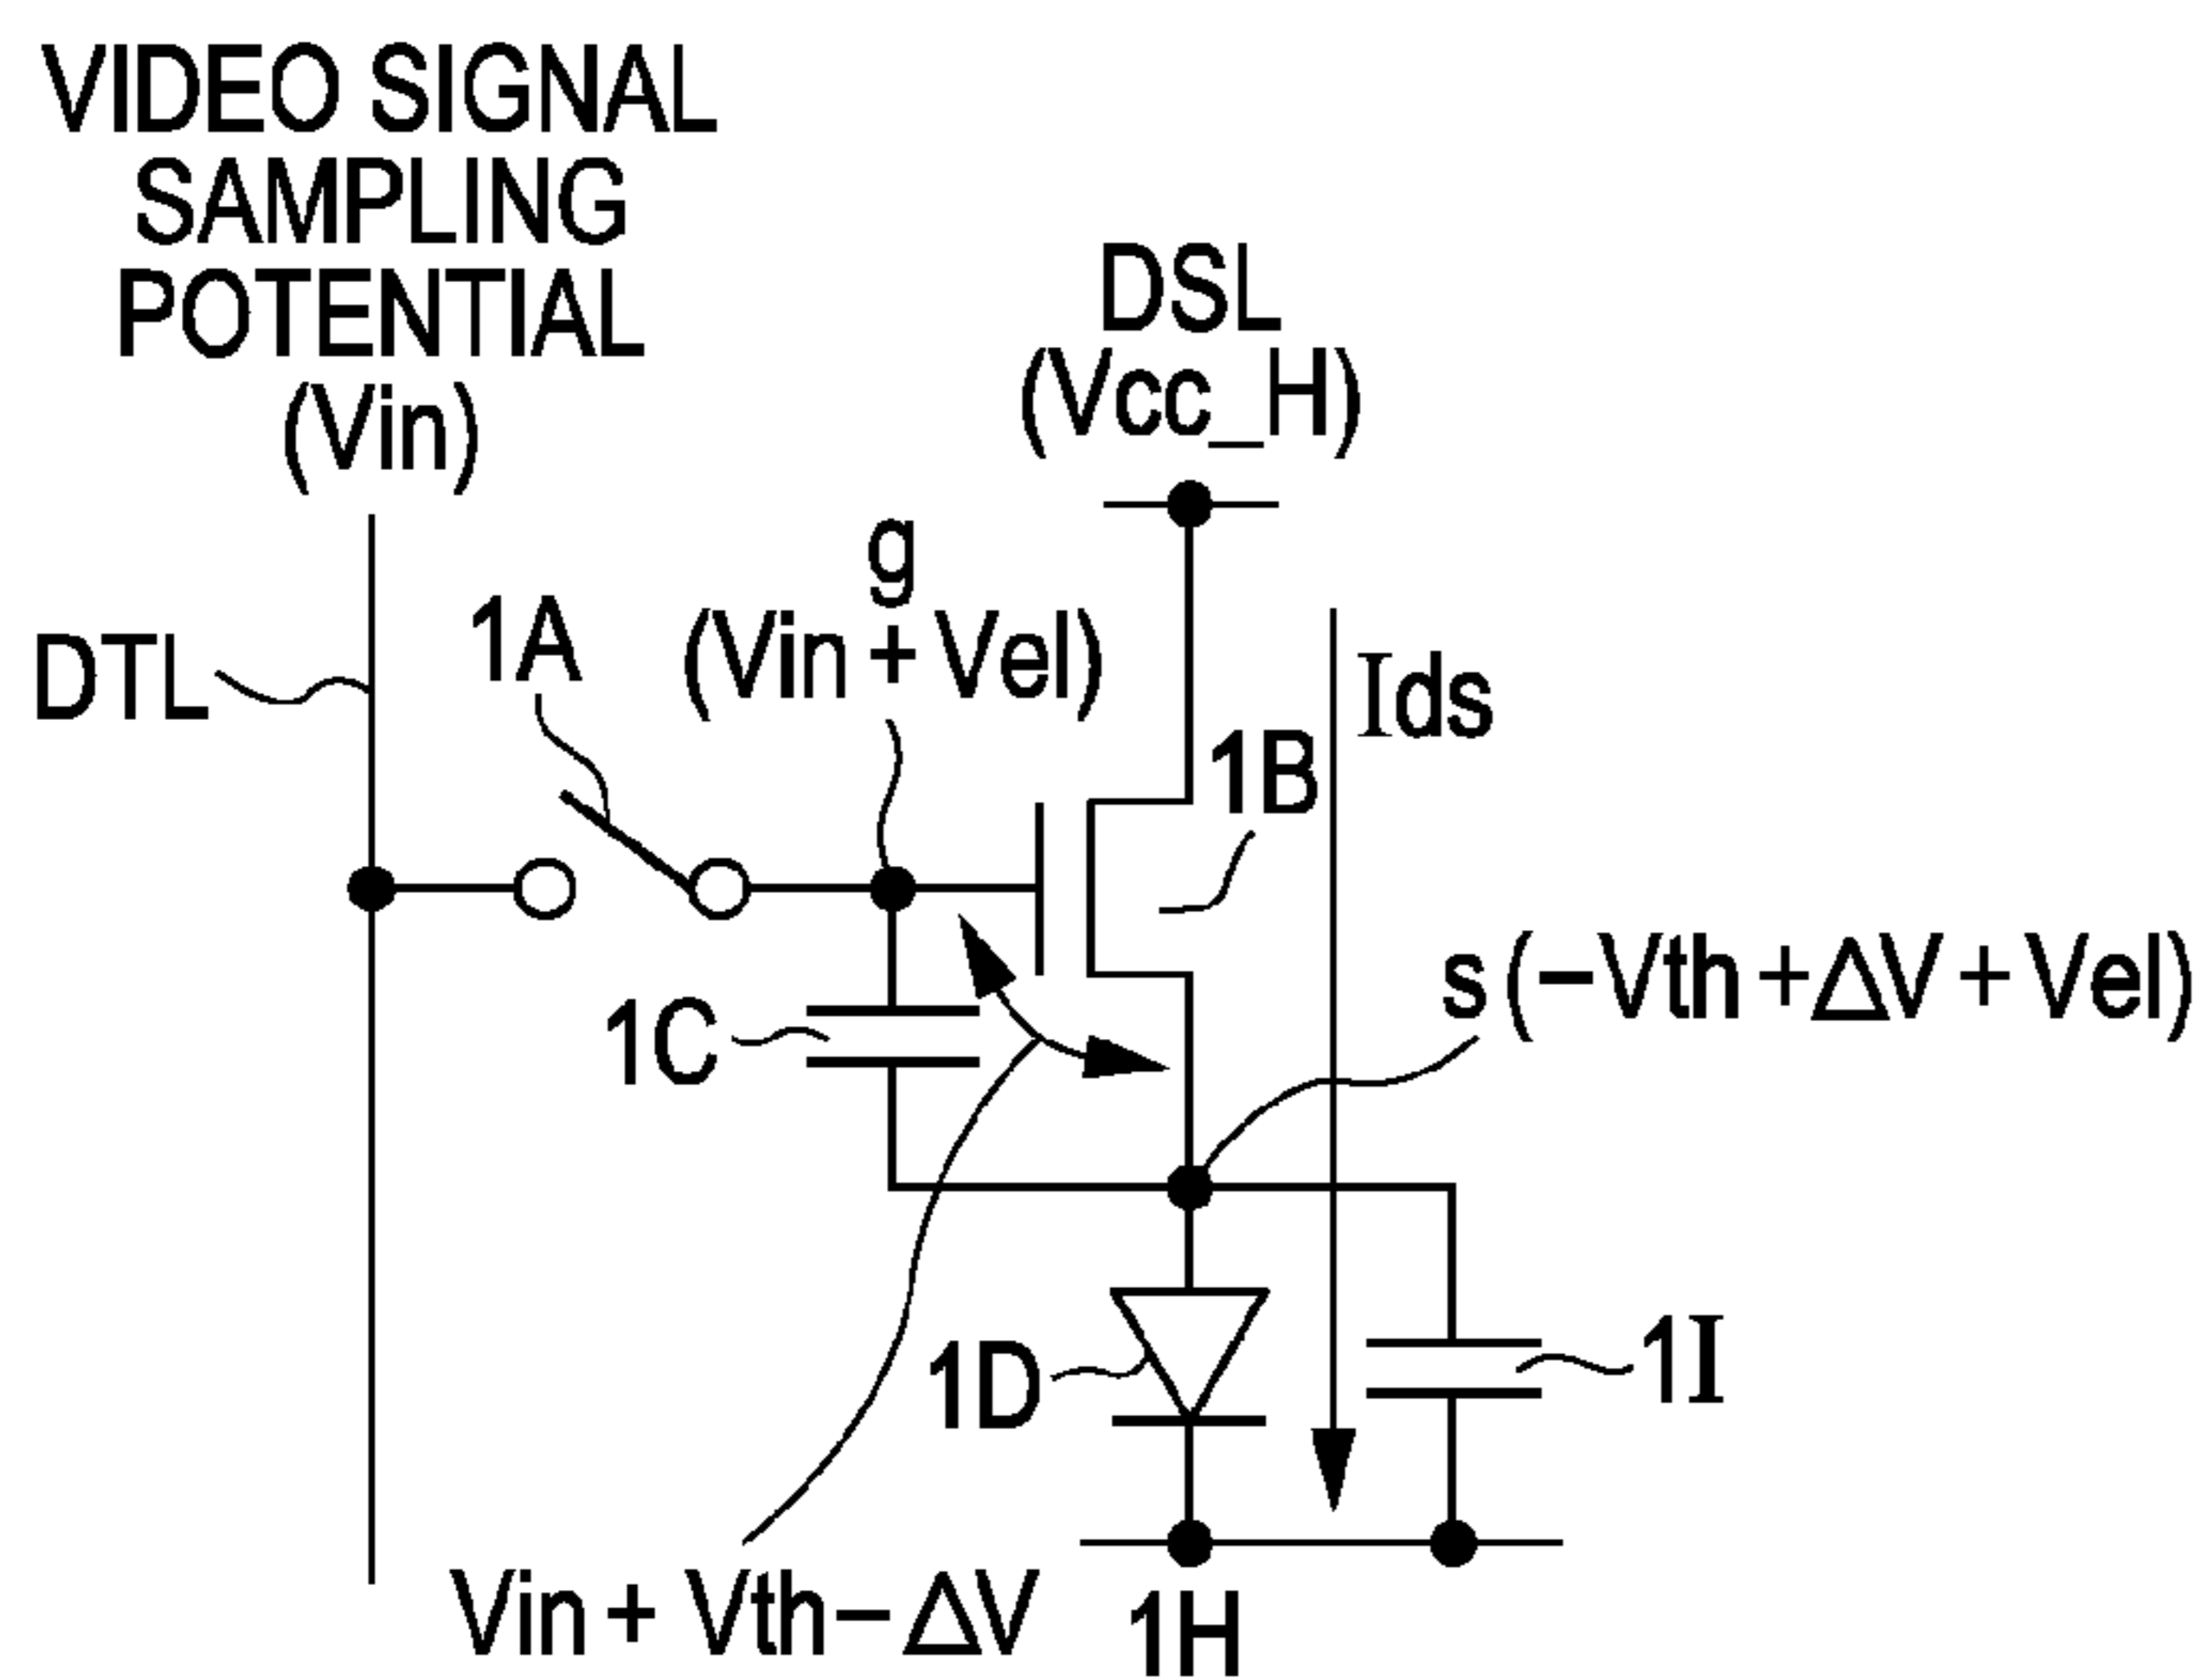 VIDEO SIGNAL
SAMPLING
POTENTIAL
(Vin)
DSL
(Vcc_H)
g
(Vin + Vel)
1A
DTL
Ids
1B
s (−Vth + ΔV + Vel)
1C
1D
1I
Vin + Vth − ΔV
1H